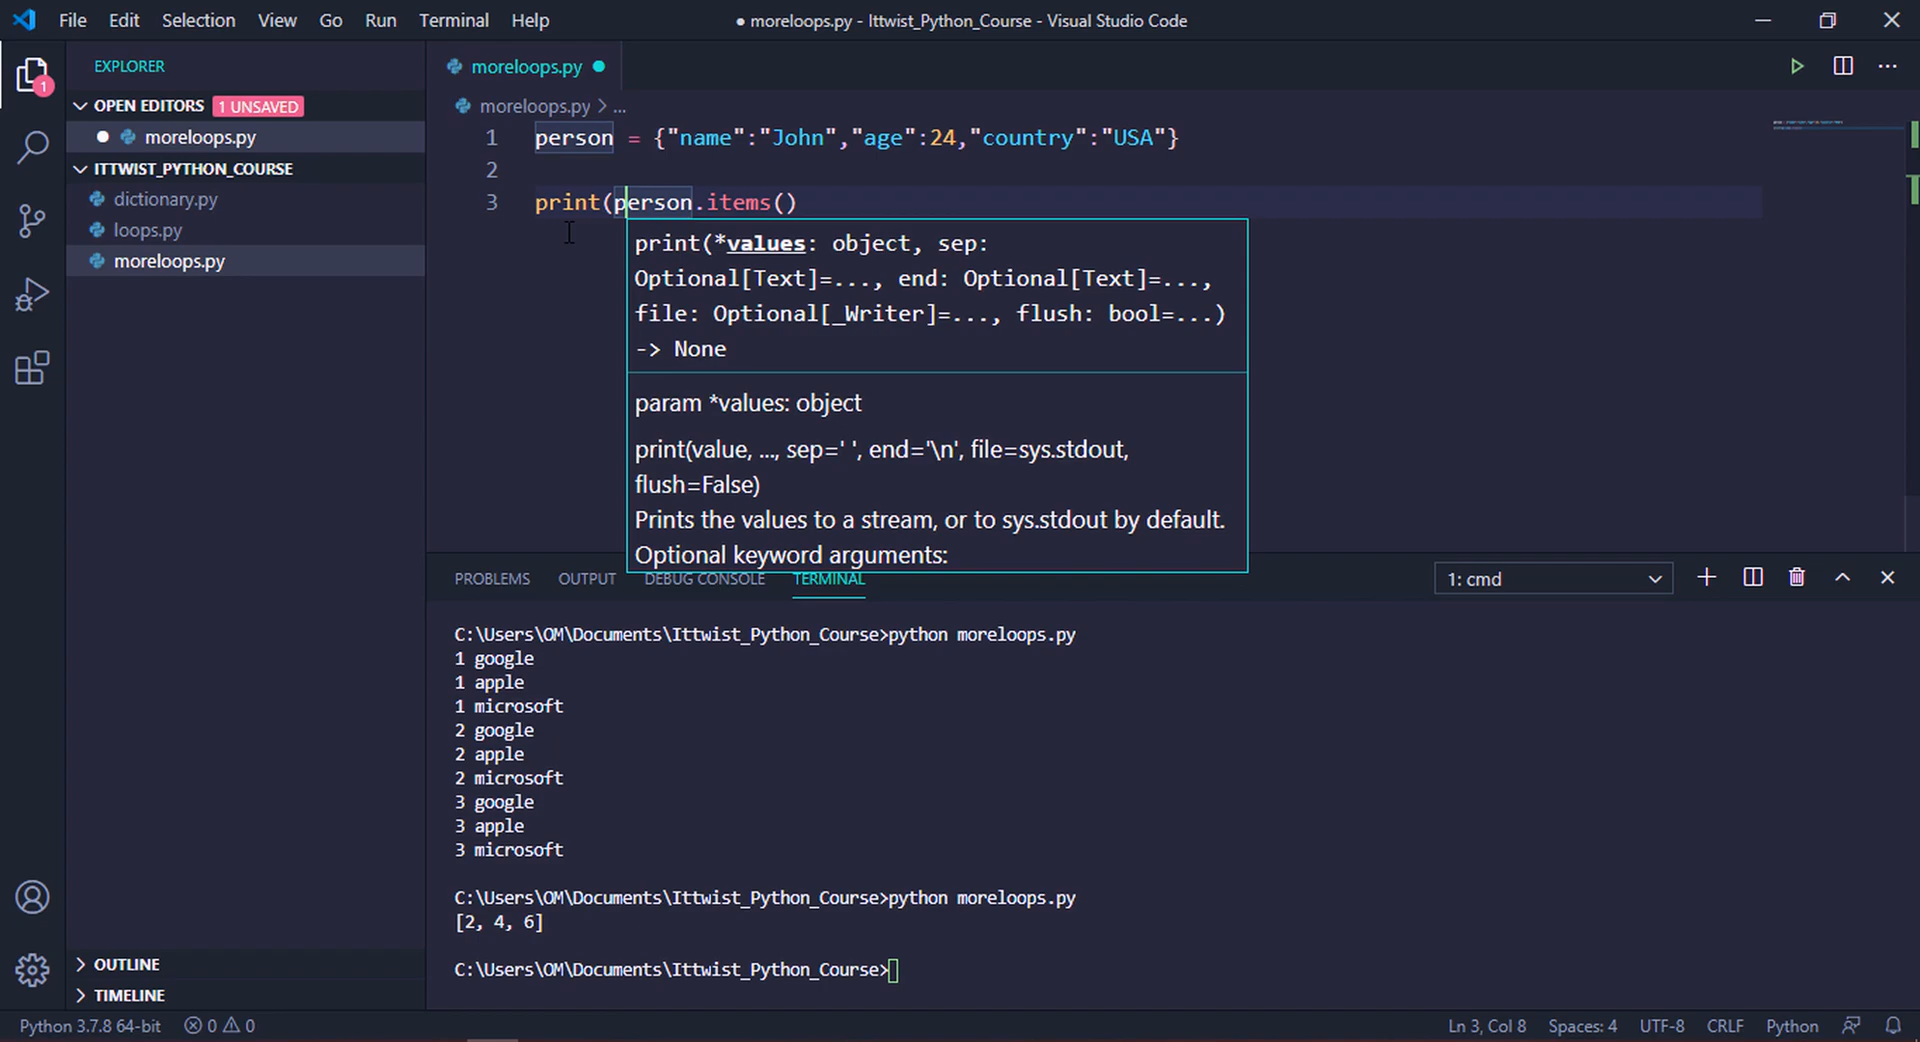 File Edit Selection View Go Run Terminal Help
● moreloops.py - Ittwist_Python_Course - Visual Studio Code
EXPLORER
OPEN EDITORS 1 UNSAVED
moreloops.py
ITTWIST_PYTHON_COURSE
dictionary.py
loops.py
moreloops.py
OUTLINE
TIMELINE
1
moreloops.py
moreloops.py > ...
1 person = {"name":"John","age":24,"country":"USA"}
2
3 print(person.items()
print(*values: object, sep:
Optional[Text]=..., end: Optional[Text]=...,
file: Optional[_Writer]=..., flush: bool=...)
-> None
param *values: object
print(value, ..., sep=' ', end='\n', file=sys.stdout,
flush=False)
Prints the values to a stream, or to sys.stdout by default.
Optional keyword arguments:
PROBLEMS OUTPUT DEBUG CONSOLE TERMINAL
1: cmd
C:\Users\OM\Documents\Ittwist_Python_Course>python moreloops.py
1 google
1 apple
1 microsoft
2 google
2 apple
2 microsoft
3 google
3 apple
3 microsoft
C:\Users\OM\Documents\Ittwist_Python_Course>python moreloops.py
[2, 4, 6]
C:\Users\OM\Documents\Ittwist_Python_Course>
Python 3.7.8 64-bit 0 0
Ln 3, Col 8 Spaces: 4 UTF-8 CRLF Python